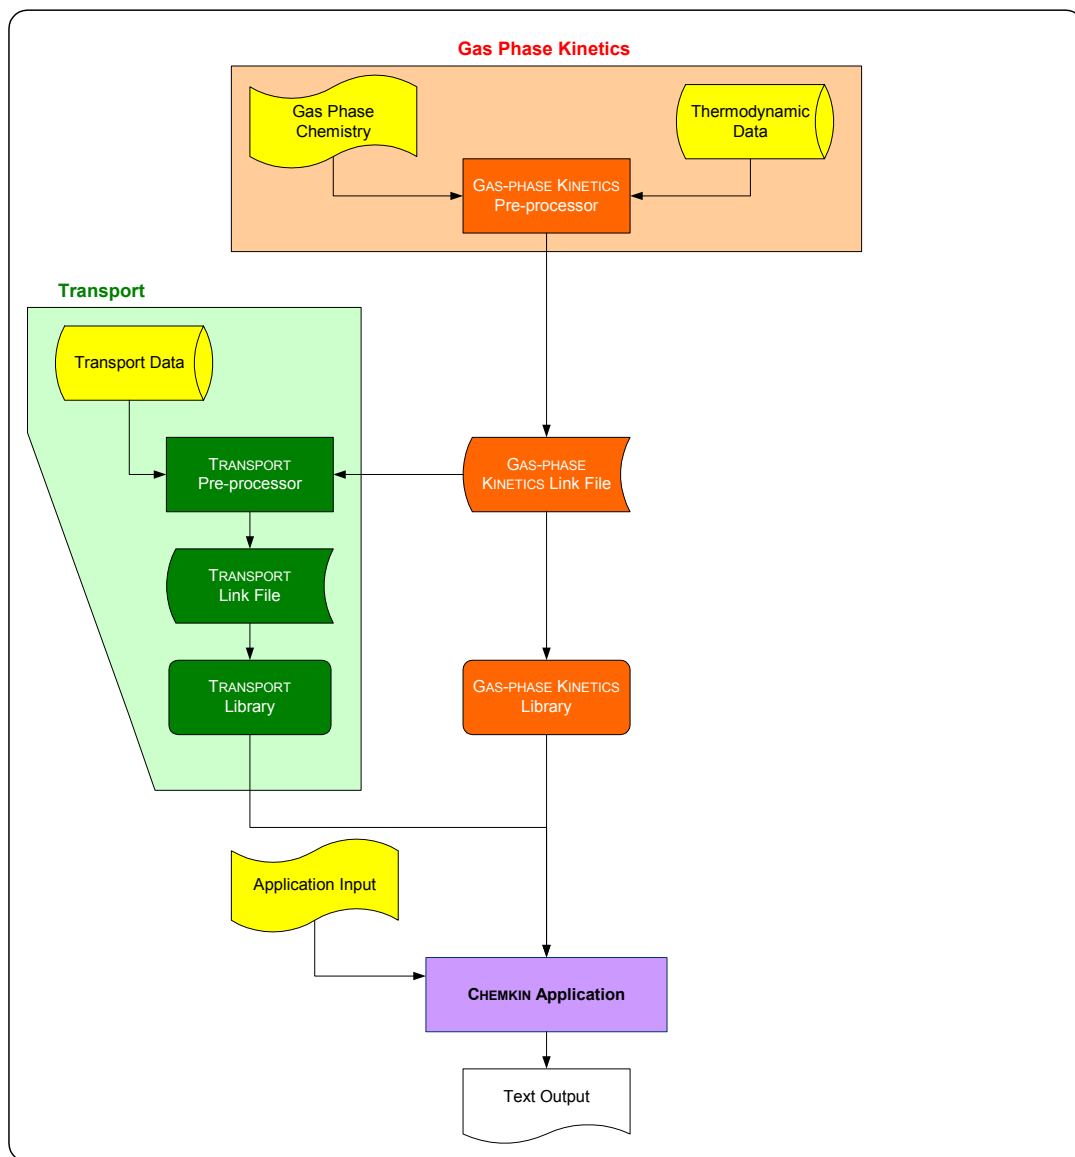 Gas Phase Kinetics
Gas Phase
Chemistry
Thermodynamic
Data
GAS-PHASE KINETICS
Pre-processor
Transport
Transport Data
TRANSPORT
Pre-processor
GAS-PHASE
KINETICS Link File
TRANSPORT
Link File
TRANSPORT
Library
GAS-PHASE KINETICS
Library
Application Input
CHEMKIN Application
Text Output